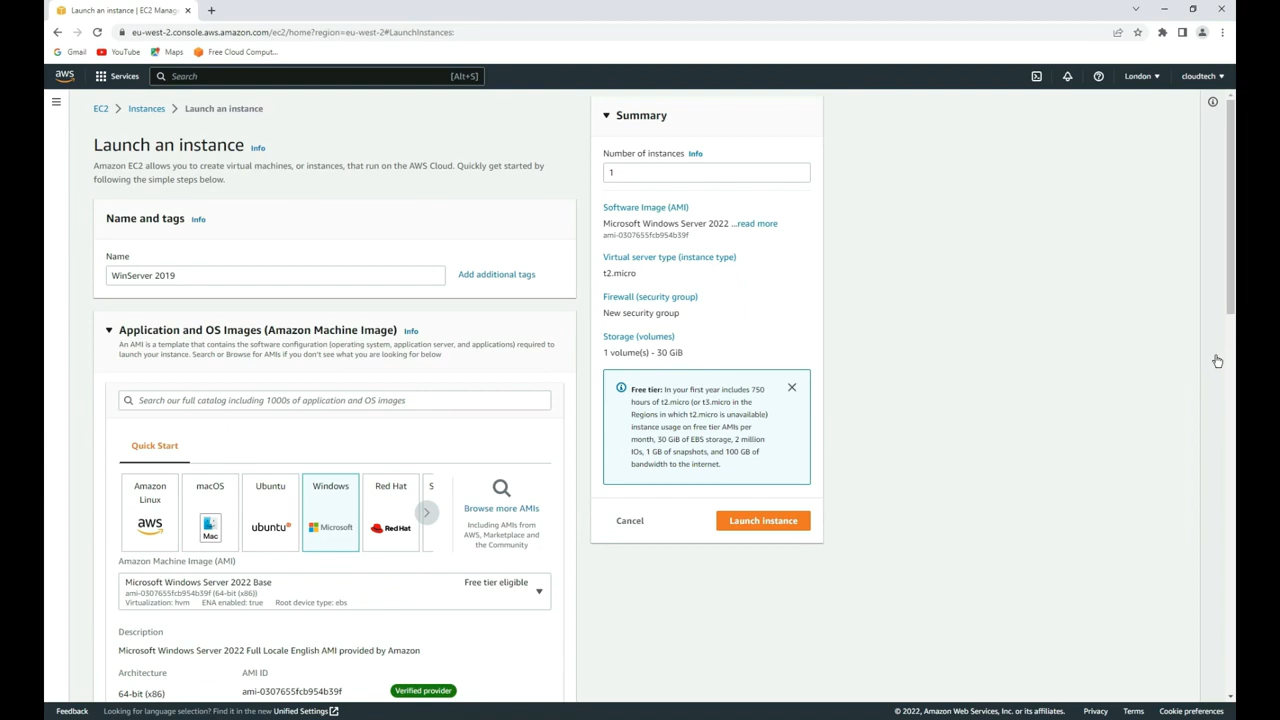 Launch an instance | EC2 Manag
eu-west-2.console.aws.amazon.com/ec2/home?region=eu-west-2#LaunchInstances:
Gmail YouTube Maps Free Cloud Comput...
aws Services Search [Alt+S] London cloudtech
EC2 Instances Launch an instance
Launch an instance Info
Amazon EC2 allows you to create virtual machines, or instances, that run on the AWS Cloud. Quickly get started by
following the simple steps below.
Name and tags Info
Name
WinServer 2019 Add additional tags
Application and OS Images (Amazon Machine Image) Info
An AMI is a template that contains the software configuration (operating system, application server, and applications) required to
launch your instance. Search or Browse for AMIs if you don't see what you are looking for below
Search our full catalog including 1000s of application and OS images
Quick Start
Amazon
Linux
aws
macOS
Mac
Ubuntu
ubuntu
Windows
Microsoft
Red Hat
Red Hat
S
Browse more AMIs
Including AMIs from
AWS, Marketplace and
the Community
Amazon Machine Image (AMI)
Microsoft Windows Server 2022 Base Free tier eligible
ami-0307655fcb954b39f (64-bit (x86))
Virtualization: hvm ENA enabled: true Root device type: ebs
Description
Microsoft Windows Server 2022 Full Locale English AMI provided by Amazon
Architecture AMI ID
64-bit (x86) ami-0307655fcb954b39f Verified provider
Summary
Number of instances Info
1
Software Image (AMI)
Microsoft Windows Server 2022 ...read more
ami-0307655fcb954b39f
Virtual server type (instance type)
t2.micro
Firewall (security group)
New security group
Storage (volumes)
1 volume(s) - 30 GiB
Free tier: In your first year includes 750
hours of t2.micro (or t3.micro in the
Regions in which t2.micro is unavailable)
instance usage on free tier AMIs per
month, 30 GiB of EBS storage, 2 million
IOs, 1 GB of snapshots, and 100 GB of
bandwidth to the internet.
Cancel Launch instance
Feedback Looking for language selection? Find it in the new Unified Settings © 2022, Amazon Web Services, Inc. or its affiliates. Privacy Terms Cookie preferences